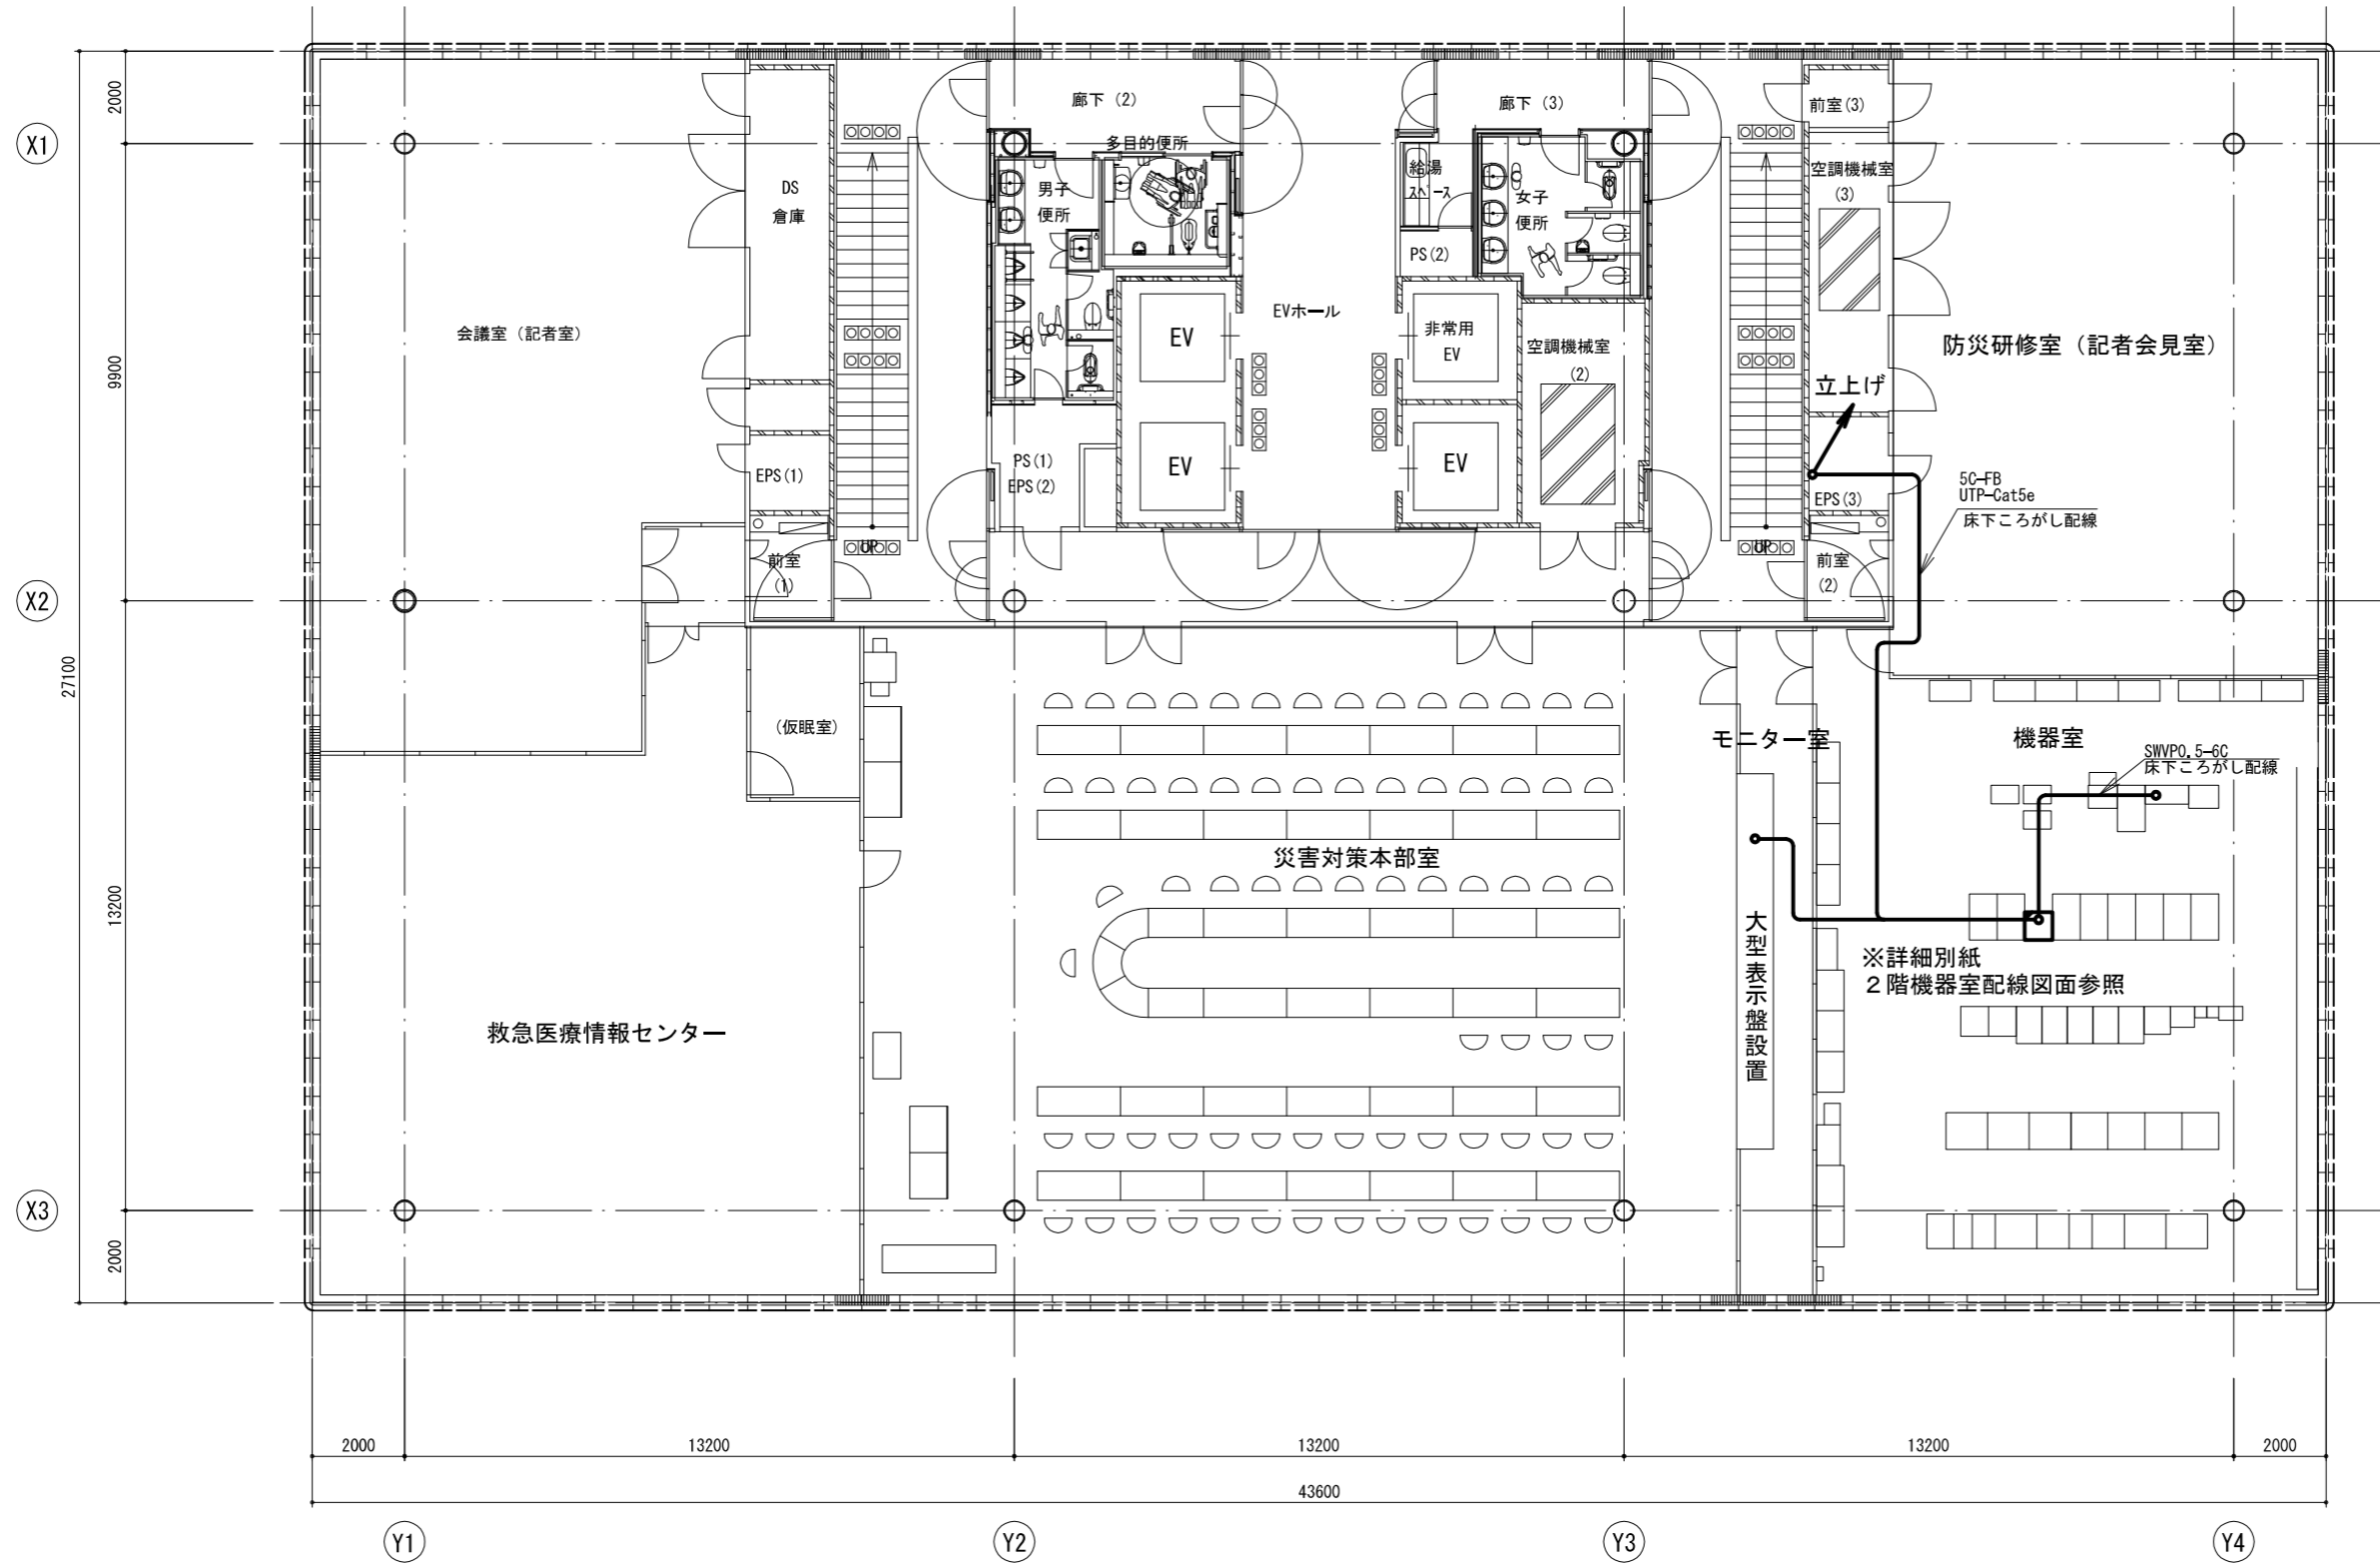 2000
9900
13200
2000
27100
X1
X2
X3
廊下 (2)
廊下 (3)
前室(3)
多目的便所
DS
倉庫
男子
便所
給湯
スペース
女子
便所
空調機械室
(3)
PS(2)
会議室（記者室）
EVホール
EV
非常用
EV
空調機械室
(2)
防災研修室（記者会見室）
立上げ
PS(1)
EPS(2)
EV
EV
EPS(1)
EPS(3)
5C-FB
UTP-Cat5e
床下ころがし配線
前室
(1)
UP
UP
前室
(2)
(仮眠室)
モニター室
機器室
SWVP0.5-6C
床下ころがし配線
災害対策本部室
大型表示盤設置
※詳細別紙
２階機器室配線図面参照
救急医療情報センター
2000
13200
13200
13200
2000
43600
Y1
Y2
Y3
Y4